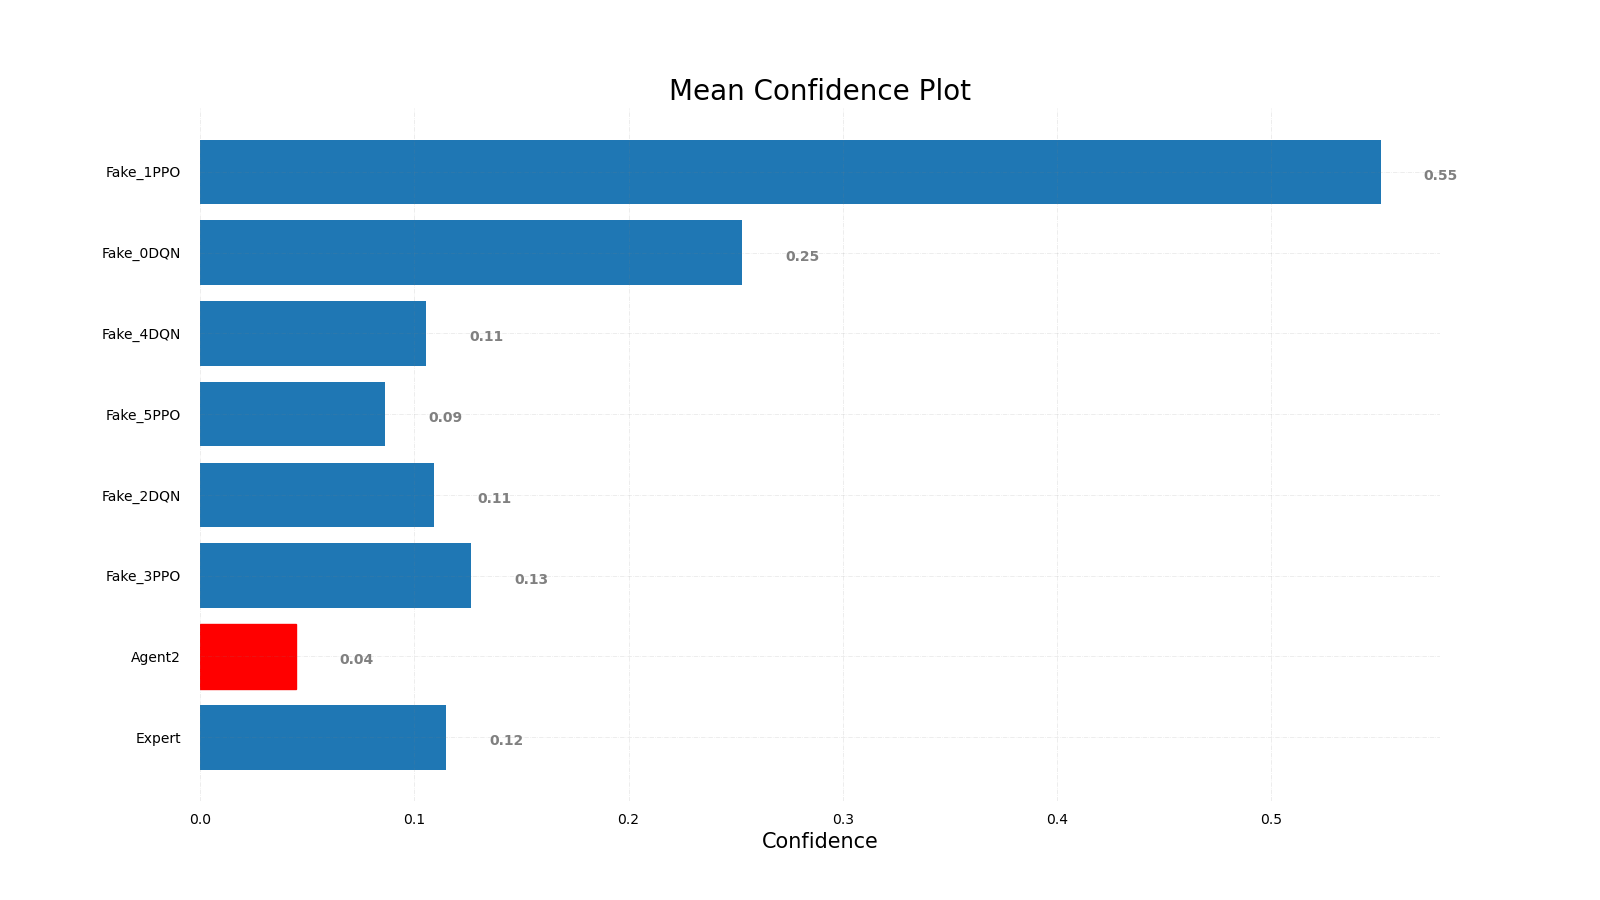 Mean Confidence Plot
Fake_1PPO
0.55
Fake_0DQN
0.25
Fake_4DQN
0.11
Fake_5PPO
0.09
Fake_2DQN
0.11
Fake_3PPO
0.13
Agent2
0.04
Expert
0.12
0.0 0.1 0.2 0.3 0.4 0.5
Confidence